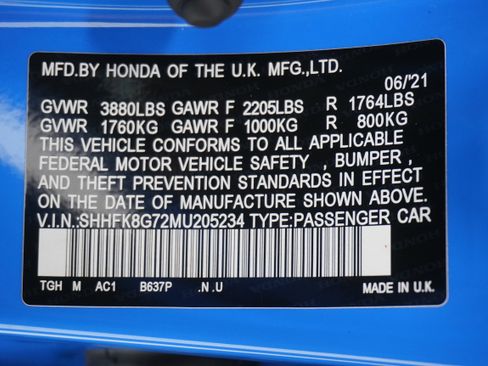 MFD.BY HONDA OF THE U.K. MFG.,LTD.
06/'21
GVWR 3880LBS GAWR F 2205LBS R 1764LBS
GVWR 1760KG GAWR F 1000KG R 800KG
THIS VEHICLE CONFORMS TO ALL APPLICABLE
FEDERAL MOTOR VEHICLE SAFETY , BUMPER ,
AND THEFT PREVENTION STANDARDS IN EFFECT
ON THE DATE OF MANUFACTURE SHOWN ABOVE.
V.I.N.:SHHFK8G72MU205234 TYPE:PASSENGER CAR
TGH M AC1 B637P .N.U MADE IN U.K.